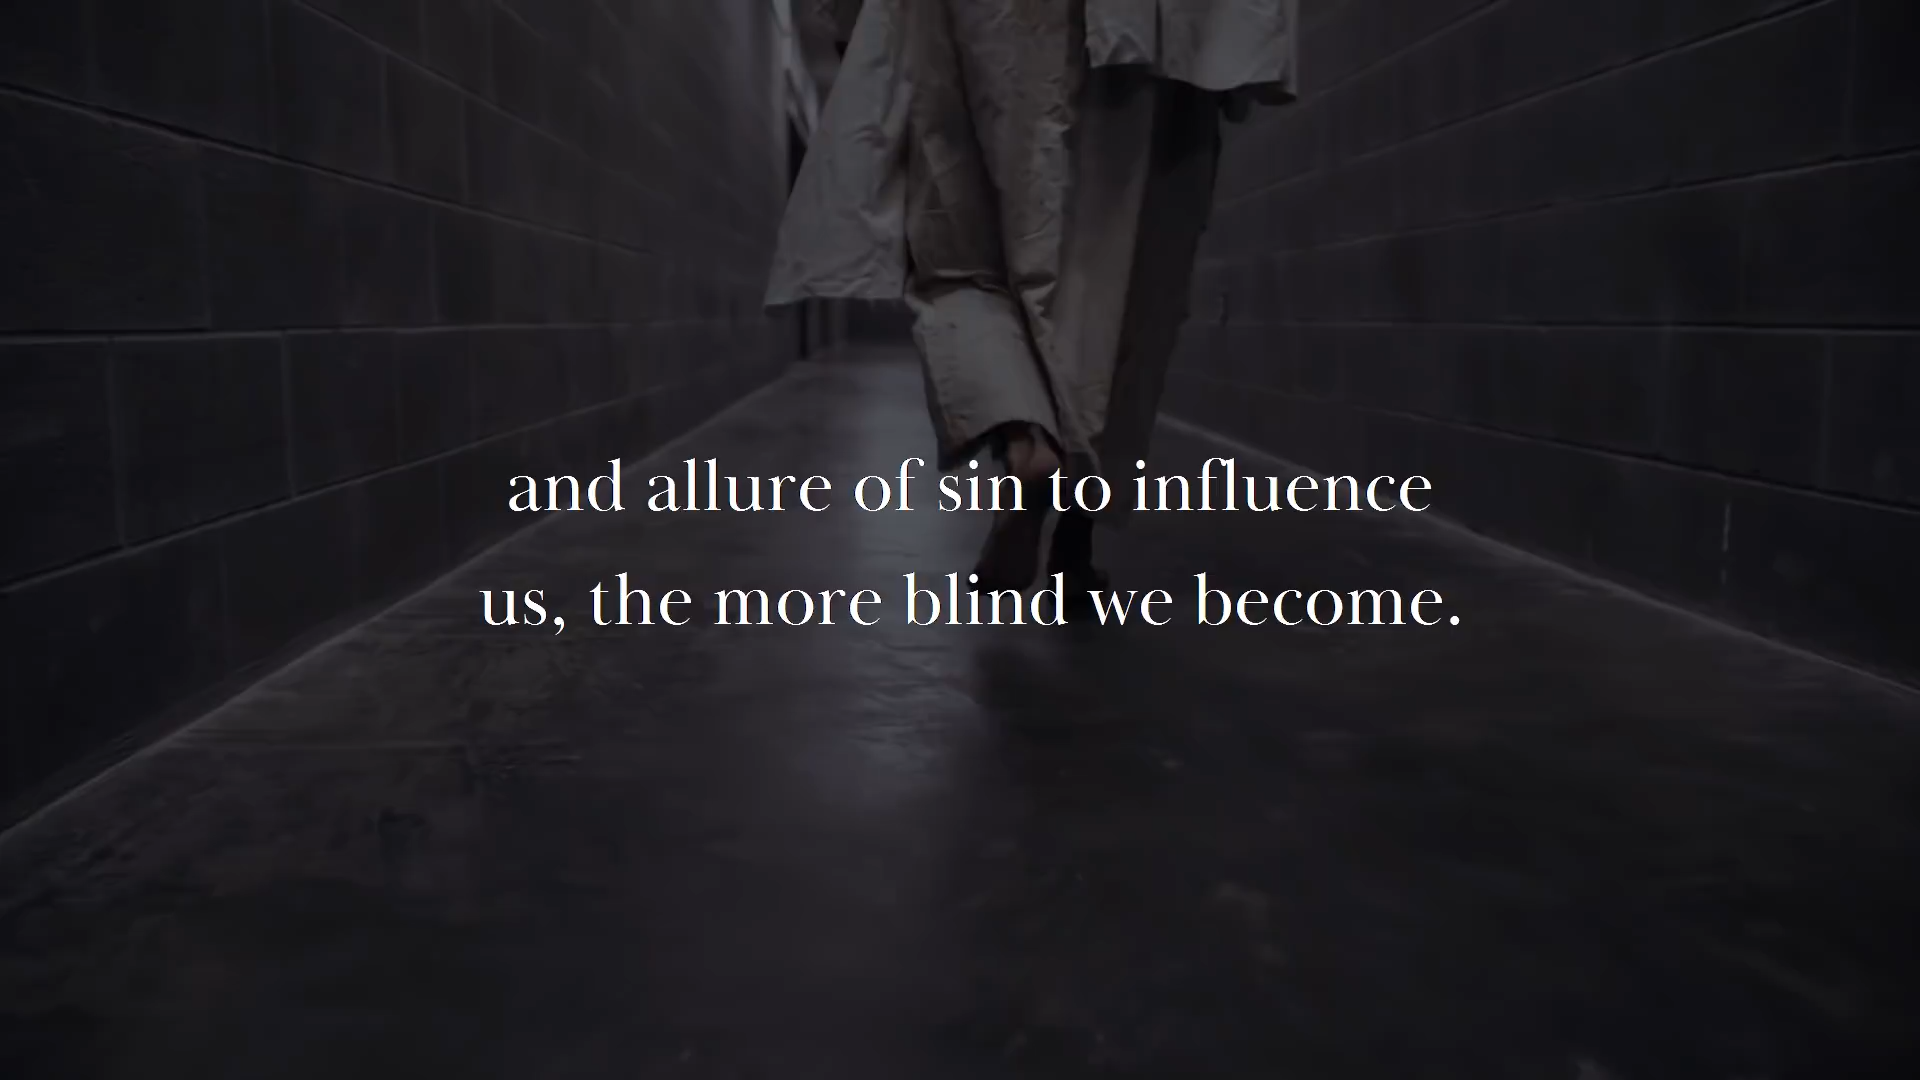 and allure of sin to influence
us, the more blind we become.